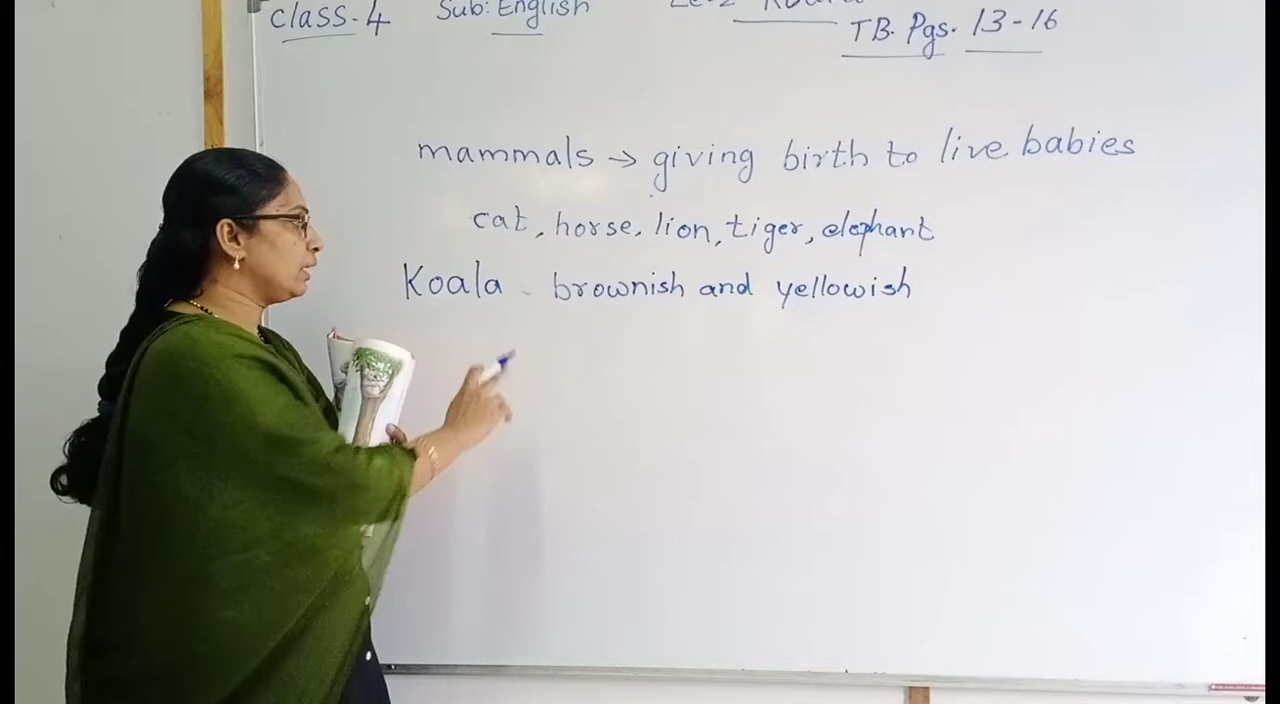 class-4 Sub: English
TB. Pgs. 13-16
mammals → giving birth to live babies
cat, horse, lion, tiger, elephant
Koala - brownish and yellowish